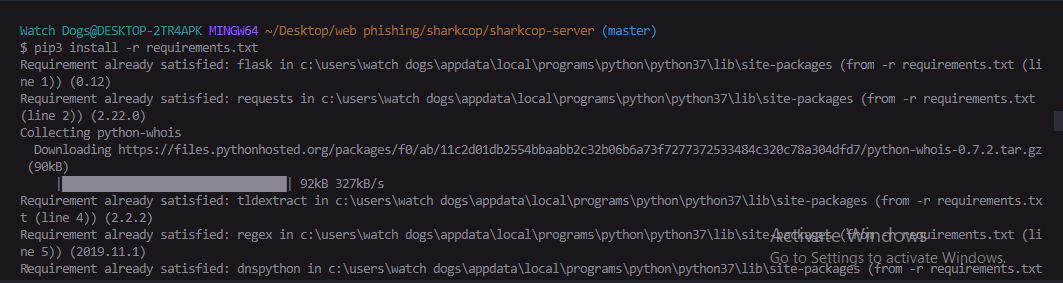 Watch Dogs@DESKTOP-2TR4APK MINGW64 ~/Desktop/web phishing/sharkcop/sharkcop-server (master)
$ pip3 install -r requirements.txt
Requirement already satisfied: flask in c:\users\watch dogs\appdata\local\programs\python\python37\lib\site-packages (from -r requirements.txt (li
ne 1)) (0.12)
Requirement already satisfied: requests in c:\users\watch dogs\appdata\local\programs\python\python37\lib\site-packages (from -r requirements.txt
(line 2)) (2.22.0)
Collecting python-whois
  Downloading https://files.pythonhosted.org/packages/f0/ab/11c2d01db2554bbaabb2c32b06b6a73f7277372533484c320c78a304dfd7/python-whois-0.7.2.tar.gz
 (90kB)
    |████████████████████████████████| 92kB 327kB/s
Requirement already satisfied: tldextract in c:\users\watch dogs\appdata\local\programs\python\python37\lib\site-packages (from -r requirements.tx
t (line 4)) (2.2.2)
Requirement already satisfied: regex in c:\users\watch dogs\appdata\local\programs\python\python37\lib\site-packages (from -r requirements.txt (li
ne 5)) (2019.11.1)
Requirement already satisfied: dnspython in c:\users\watch dogs\appdata\local\programs\python\python37\lib\site-packages (from -r requirements.txt
Activate Windows
Go to Settings to activate Windows.